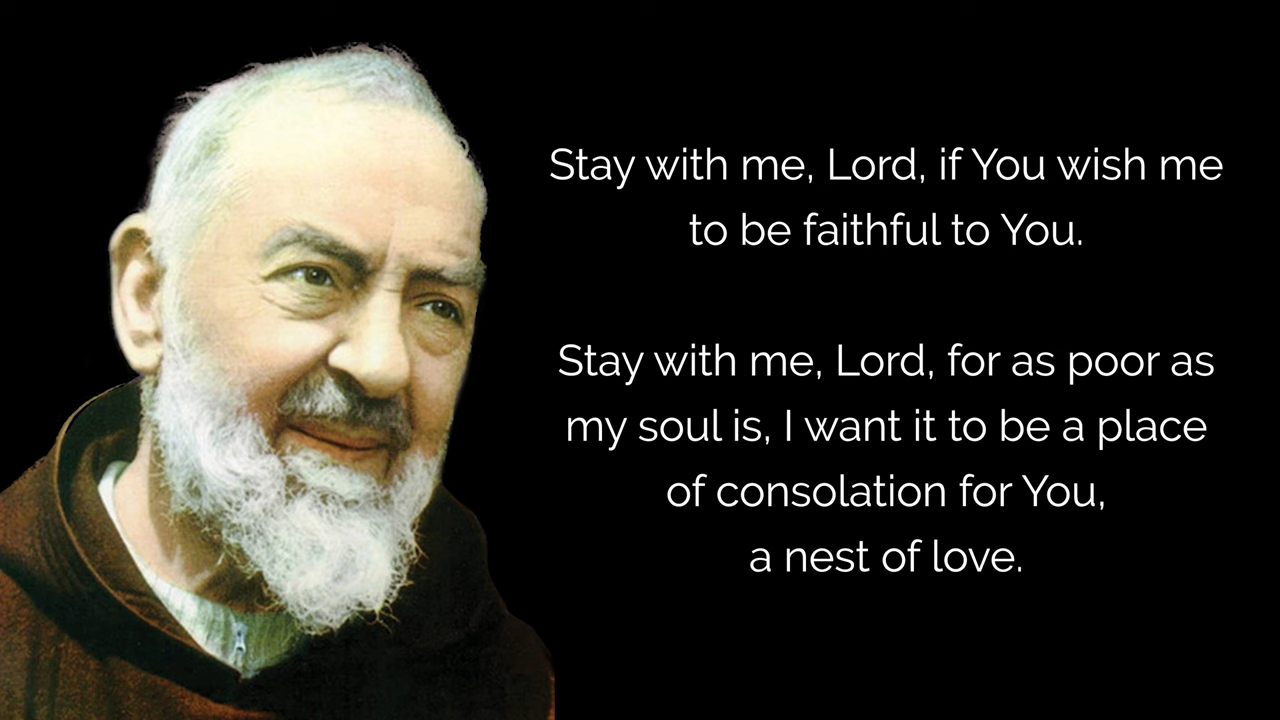 Stay with me, Lord, if You wish me
to be faithful to You.
Stay with me, Lord, for as poor as
my soul is, I want it to be a place
of consolation for You,
a nest of love.